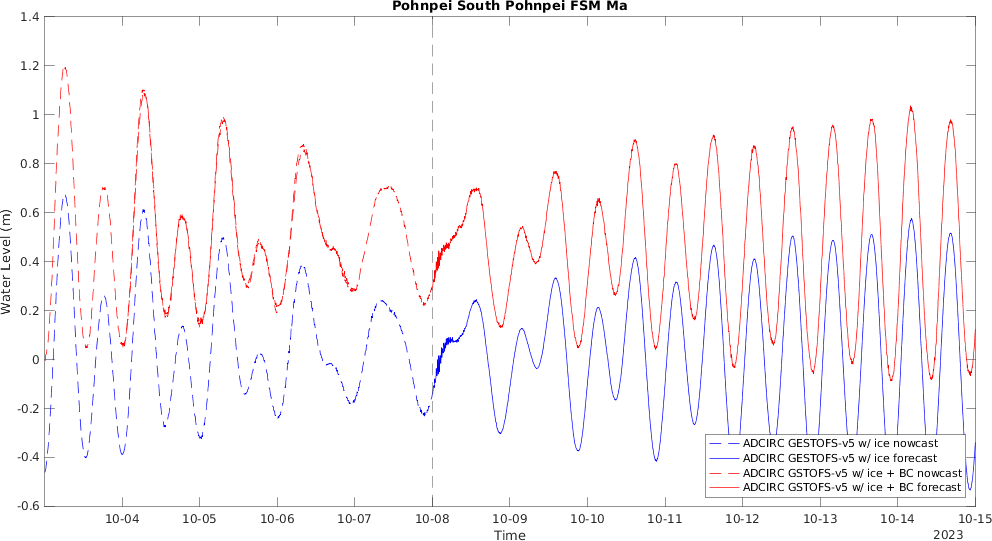 Pohnpei South Pohnpei FSM Ma
1.4
1.2
1
0.8
0.6
0.4
0.2
0
-0.2
-0.4
-0.6
Water Level (m)
ADCIRC GESTOFS-v5 w/ ice nowcast
ADCIRC GESTOFS-v5 w/ ice forecast
ADCIRC GSTOFS-v5 w/ ice + BC nowcast
ADCIRC GSTOFS-v5 w/ ice + BC forecast
10-04 10-05 10-06 10-07 10-08 10-09 10-10 10-11 10-12 10-13 10-14 10-15
Time
2023